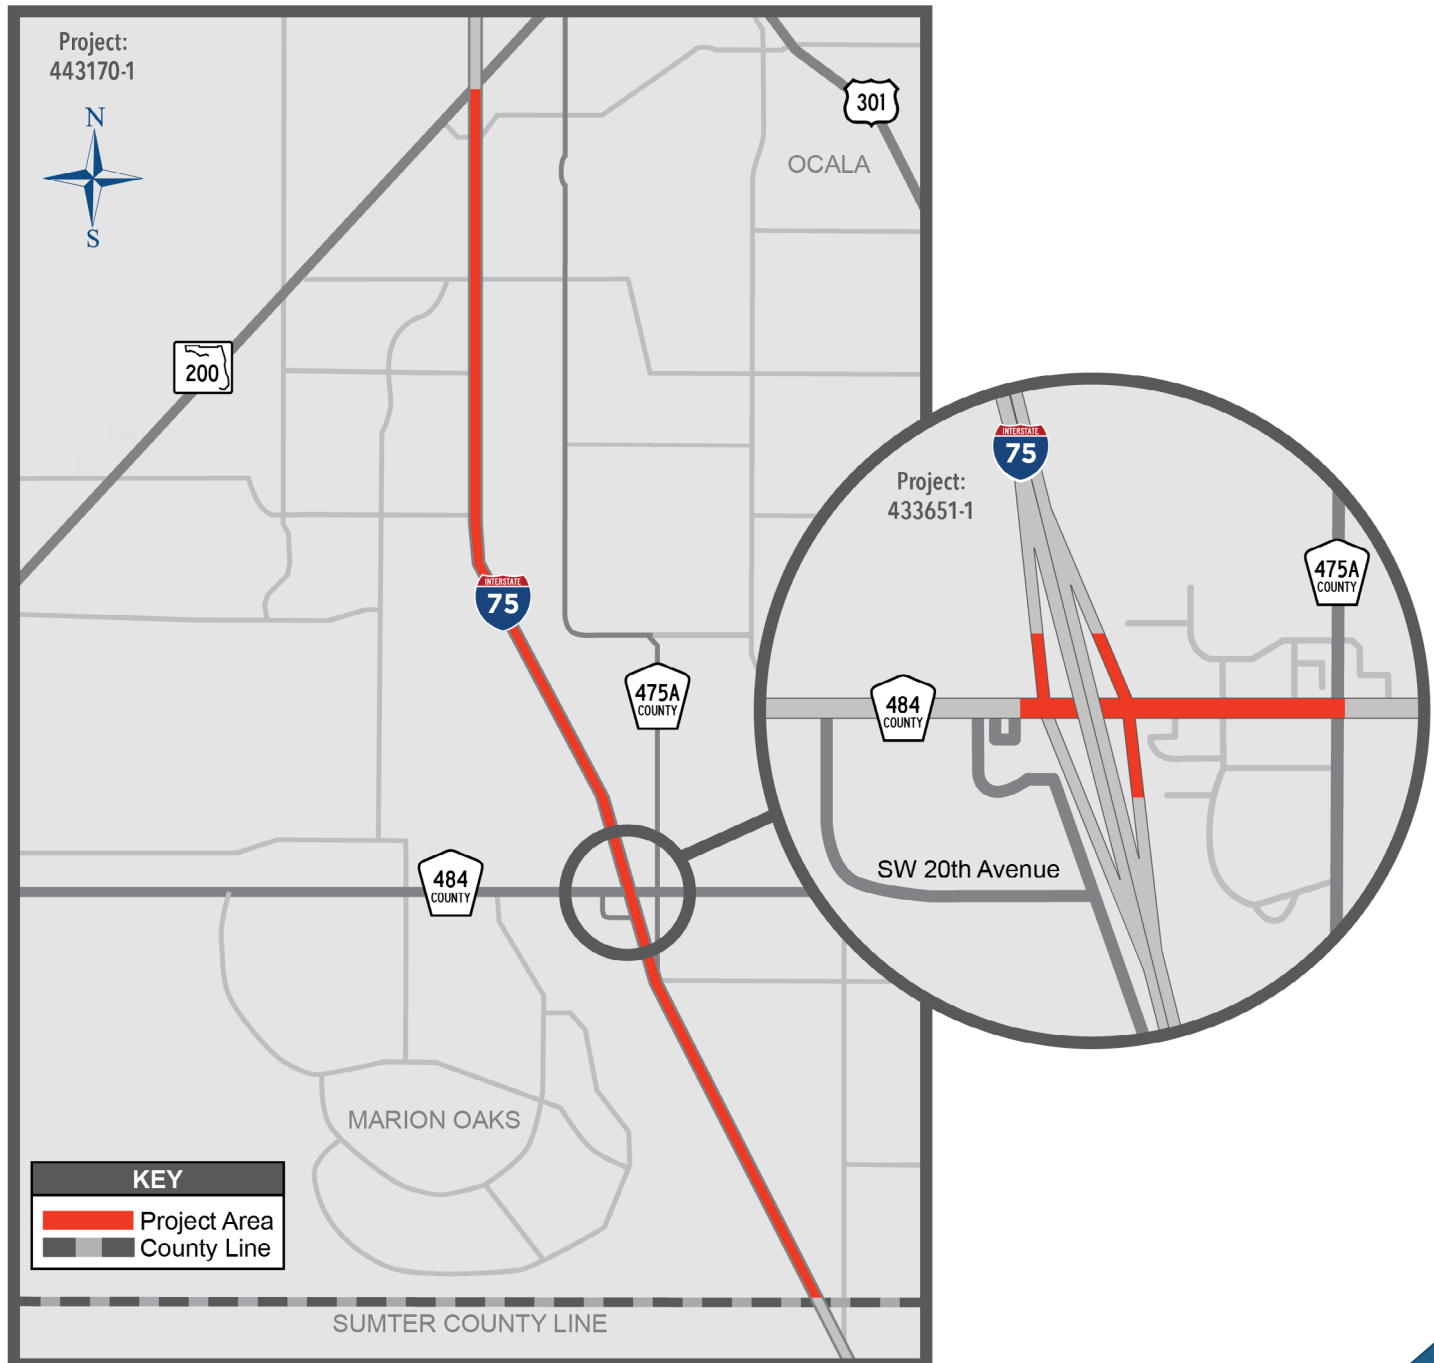 Project:
443170-1
N
S
301
OCALA
200
INTERSTATE
75
INTERSTATE
75
Project:
433651-1
475A
COUNTY
475A
COUNTY
484
COUNTY
SW 20th Avenue
484
COUNTY
MARION OAKS
KEY
Project Area
County Line
SUMTER COUNTY LINE